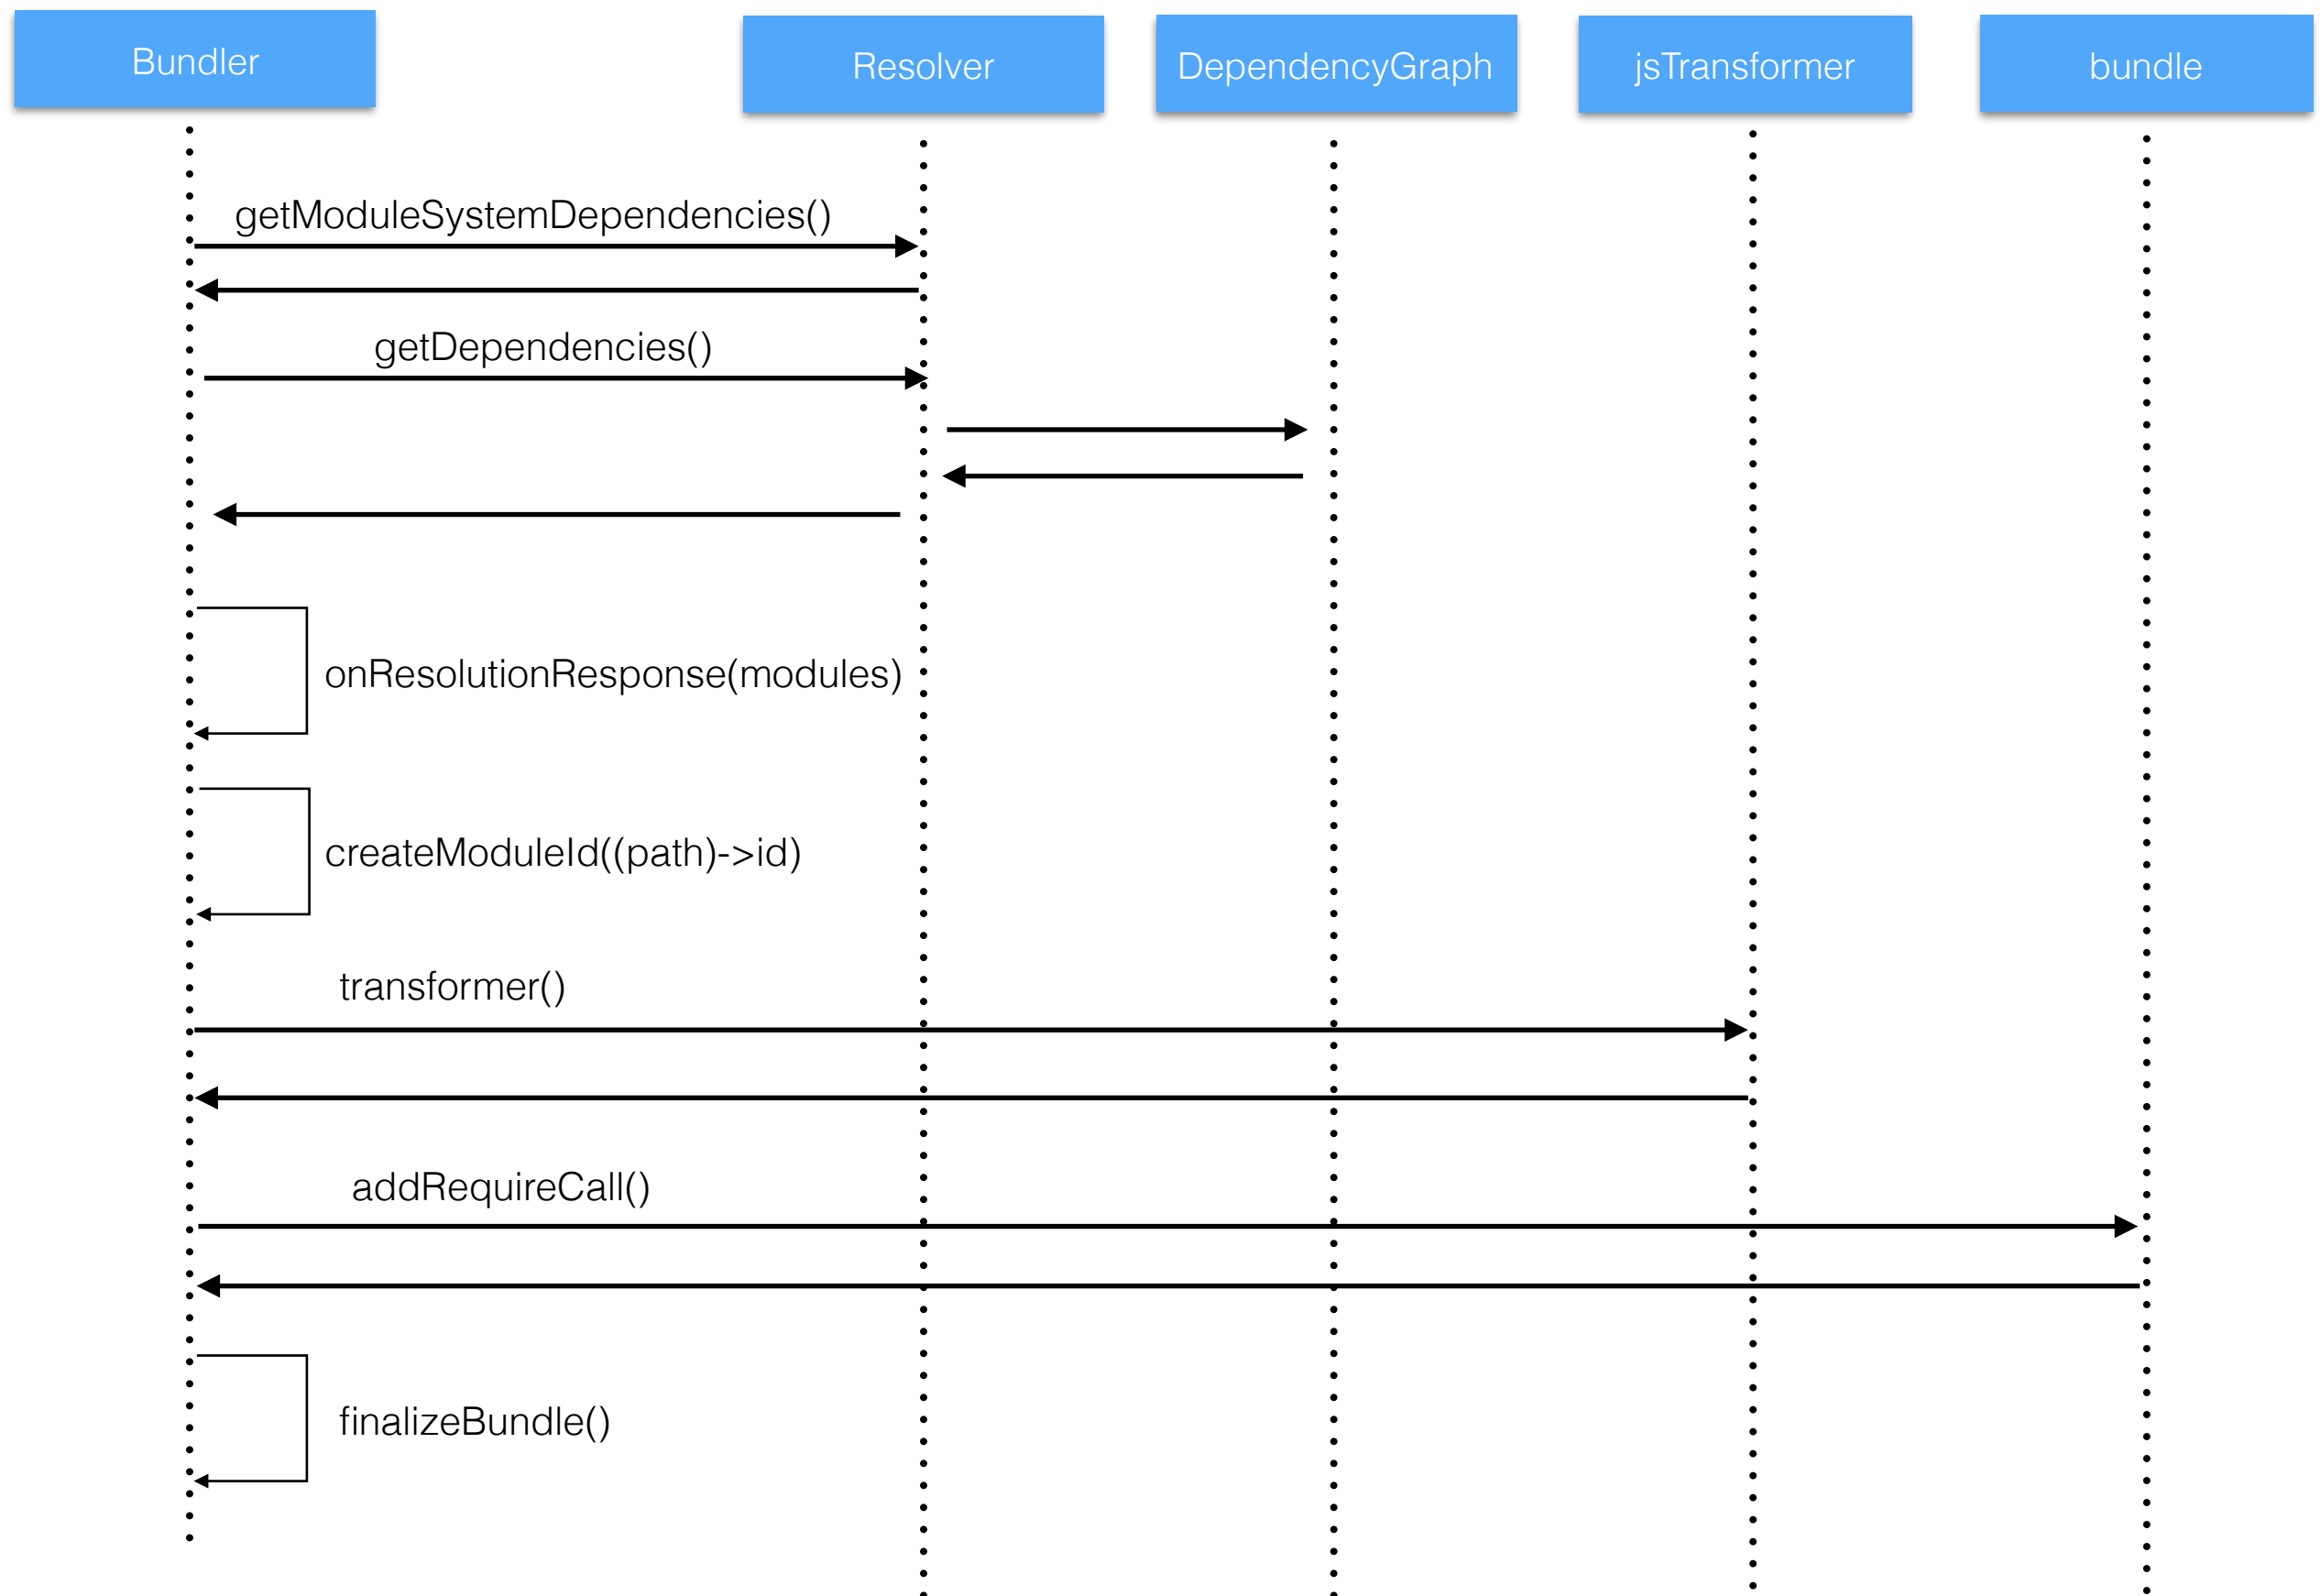 Bundler
Resolver
DependencyGraph
jsTransformer
bundle
getModuleSystemDependencies()
getDependencies()
onResolutionResponse(modules)
createModuleId((path)->id)
transformer()
addRequireCall()
finalizeBundle()